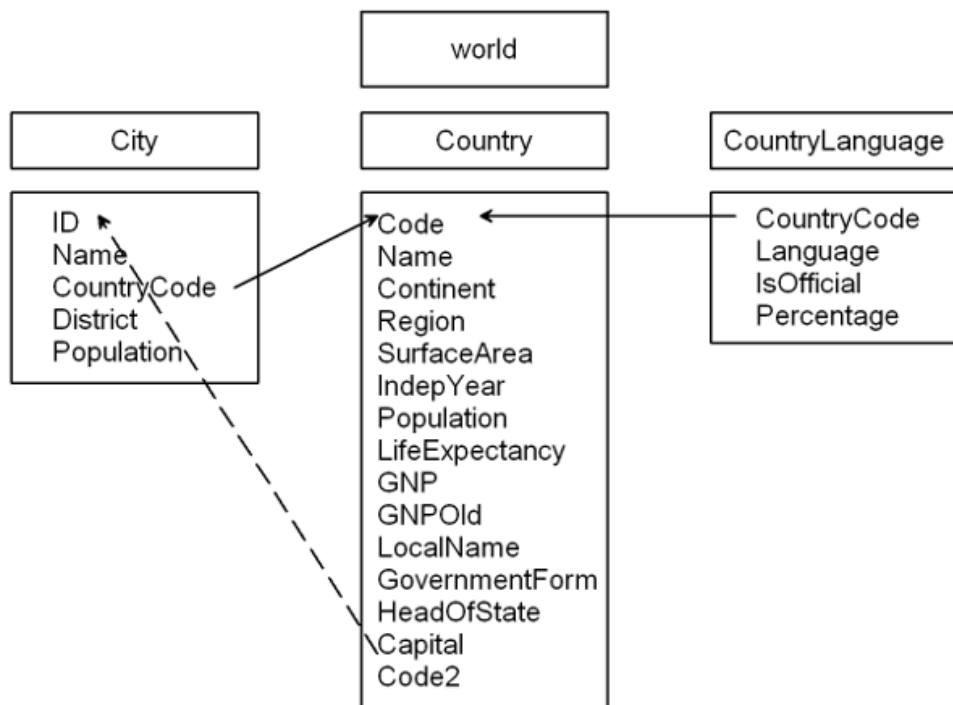 world
City
Country
CountryLanguage
ID
Name
CountryCode
District
Population
Code
Name
Continent
Region
SurfaceArea
IndepYear
Population
LifeExpectancy
GNP
GNPOld
LocalName
GovernmentForm
HeadOfState
Capital
Code2
CountryCode
Language
IsOfficial
Percentage